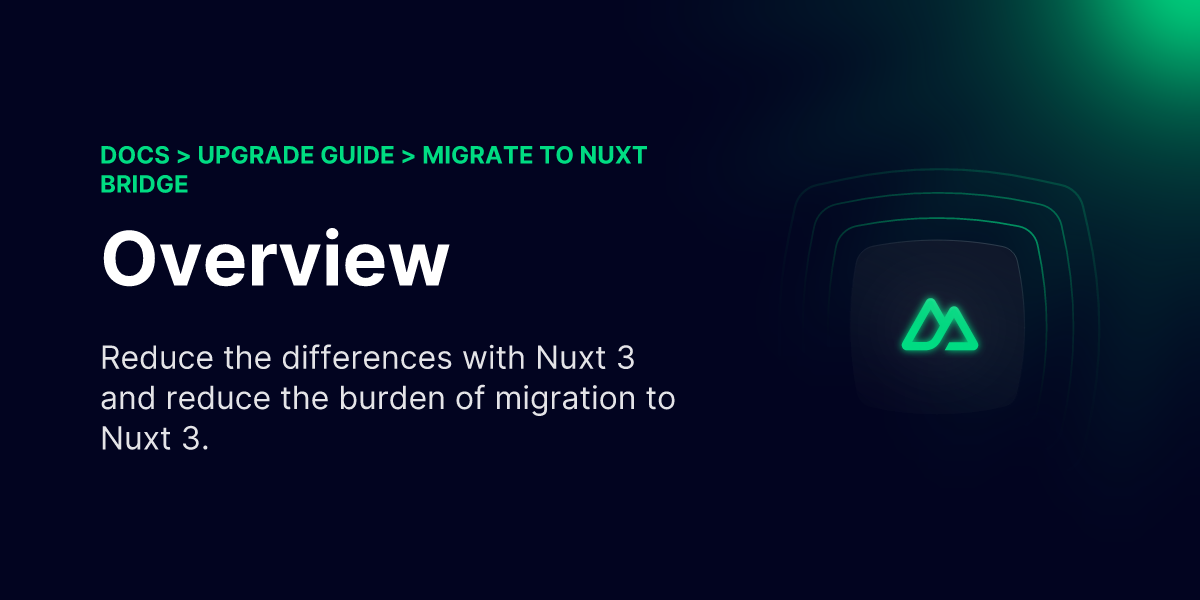 DOCS > UPGRADE GUIDE > MIGRATE TO NUXT
BRIDGE
Overview
Reduce the differences with Nuxt 3
and reduce the burden of migration to
Nuxt 3.